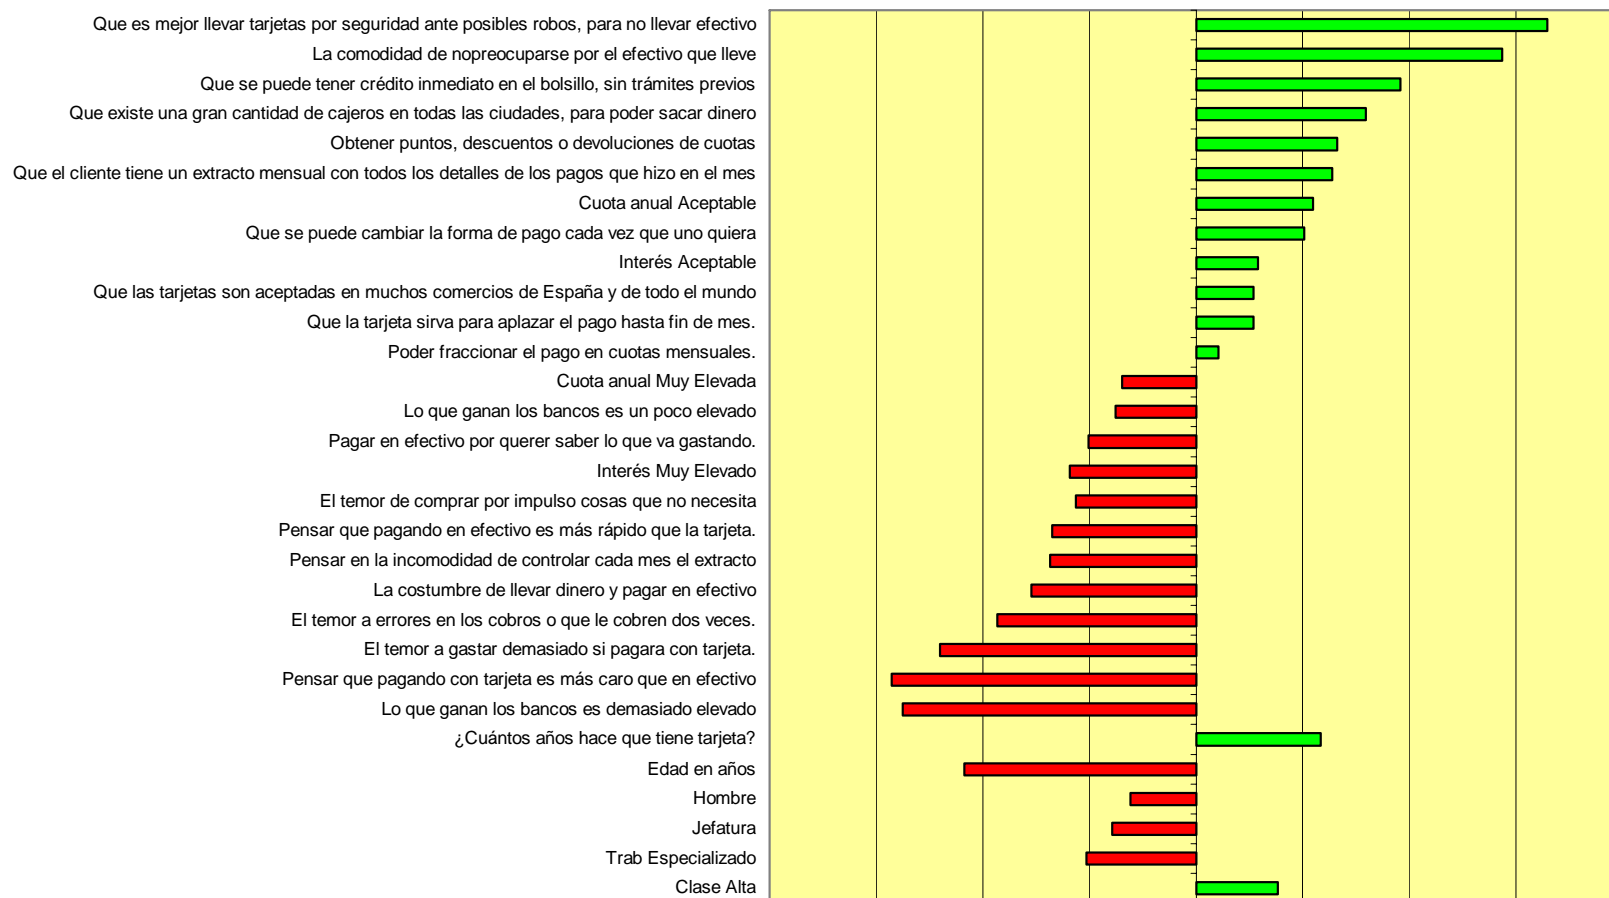 Que es mejor llevar tarjetas por seguridad ante posibles robos, para no llevar efectivo
La comodidad de nopreocuparse por el efectivo que lleve
Que se puede tener crédito inmediato en el bolsillo, sin trámites previos
Que existe una gran cantidad de cajeros en todas las ciudades, para poder sacar dinero
Obtener puntos, descuentos o devoluciones de cuotas
Que el cliente tiene un extracto mensual con todos los detalles de los pagos que hizo en el mes
Cuota anual Aceptable
Que se puede cambiar la forma de pago cada vez que uno quiera
Interés Aceptable
Que las tarjetas son aceptadas en muchos comercios de España y de todo el mundo
Que la tarjeta sirva para aplazar el pago hasta fin de mes.
Poder fraccionar el pago en cuotas mensuales.
Cuota anual Muy Elevada
Lo que ganan los bancos es un poco elevado
Pagar en efectivo por querer saber lo que va gastando.
Interés Muy Elevado
El temor de comprar por impulso cosas que no necesita
Pensar que pagando en efectivo es más rápido que la tarjeta.
Pensar en la incomodidad de controlar cada mes el extracto
La costumbre de llevar dinero y pagar en efectivo
El temor a errores en los cobros o que le cobren dos veces.
El temor a gastar demasiado si pagara con tarjeta.
Pensar que pagando con tarjeta es más caro que en efectivo
Lo que ganan los bancos es demasiado elevado
¿Cuántos años hace que tiene tarjeta?
Edad en años
Hombre
Jefatura
Trab Especializado
Clase Alta